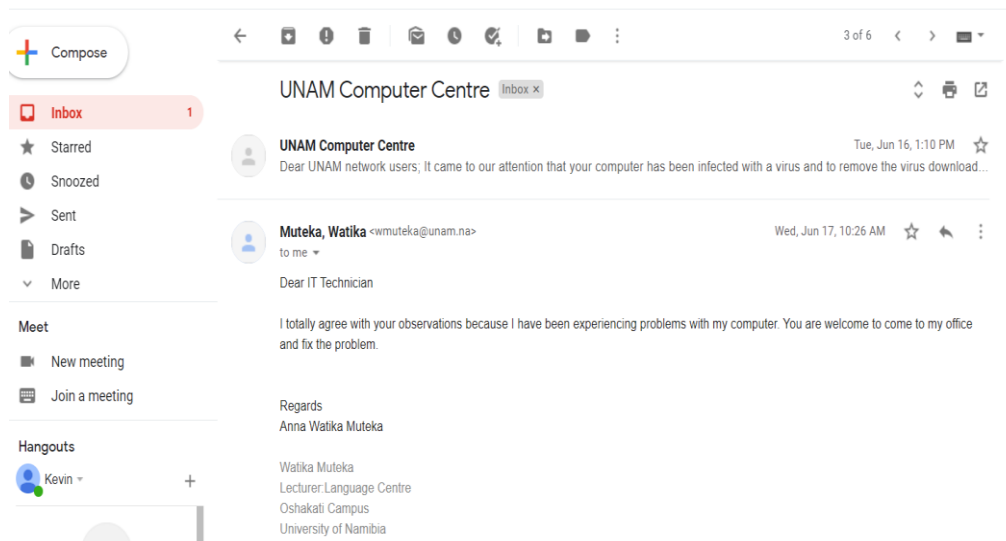 Compose
3 of 6
UNAM Computer Centre Inbox ×
Inbox 1
Starred
Snoozed
Sent
Drafts
More
Meet
New meeting
Join a meeting
Hangouts
Kevin
UNAM Computer Centre Tue, Jun 16, 1:10 PM
Dear UNAM network users; It came to our attention that your computer has been infected with a virus and to remove the virus download...
Muteka, Watika <wmuteka@unam.na> Wed, Jun 17, 10:26 AM
to me
Dear IT Technician
I totally agree with your observations because I have been experiencing problems with my computer. You are welcome to come to my office
and fix the problem.
Regards
Anna Watika Muteka
Watika Muteka
Lecturer:Language Centre
Oshakati Campus
University of Namibia